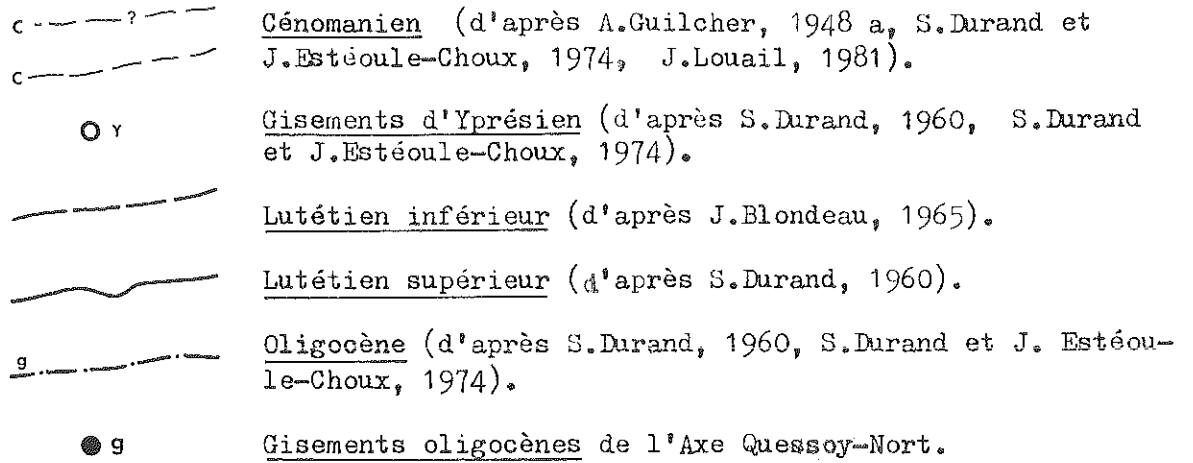 C ? Cénomanien (d'après A.Guilcher, 1948 a, S.Durand et
C J.Estéoule-Choux, 1974, J.Louail, 1981).
Y Gisements d'Yprésien (d'après S.Durand, 1960, S.Durand
et J.Estéoule-Choux, 1974).
Lutétien inférieur (d'après J.Blondeau, 1965).
Lutétien supérieur (d'après S.Durand, 1960).
g Oligocène (d'après S.Durand, 1960, S.Durand et J. Estéou-
le-Choux, 1974).
g Gisements oligocènes de l'Axe Quessoy-Nort.